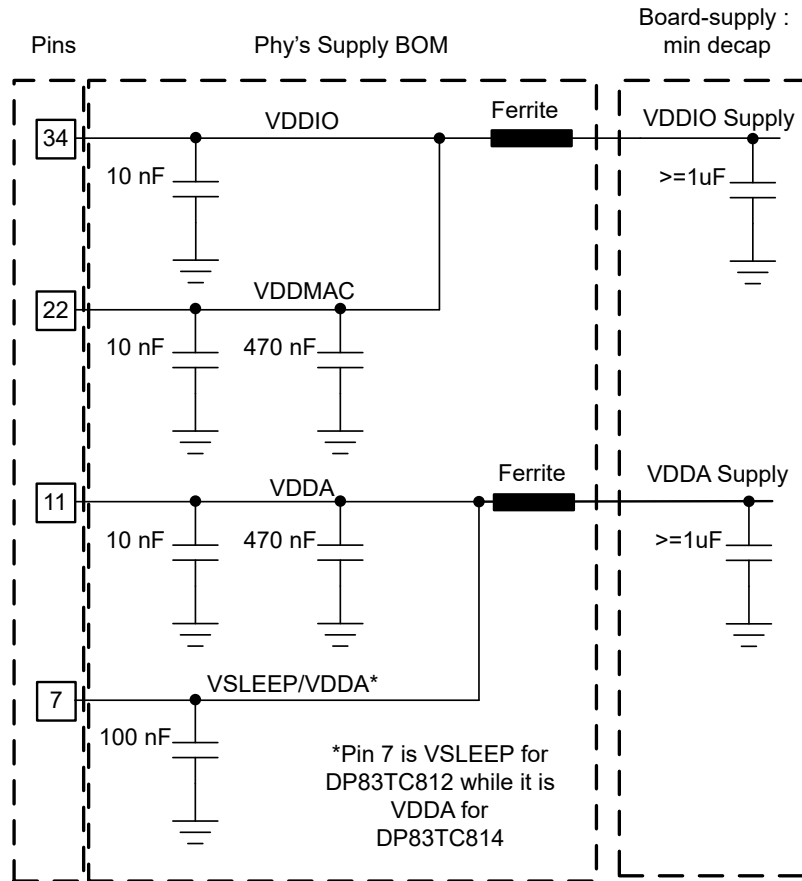 Pins
Phy's Supply BOM
Board-supply :
min decap
34
VDDIO
Ferrite
VDDIO Supply
10 nF
>=1uF
22
VDDMAC
10 nF
470 nF
11
VDDA
Ferrite
VDDA Supply
10 nF
470 nF
>=1uF
7
VSLEEP/VDDA*
100 nF
*Pin 7 is VSLEEP for
DP83TC812 while it is
VDDA for
DP83TC814